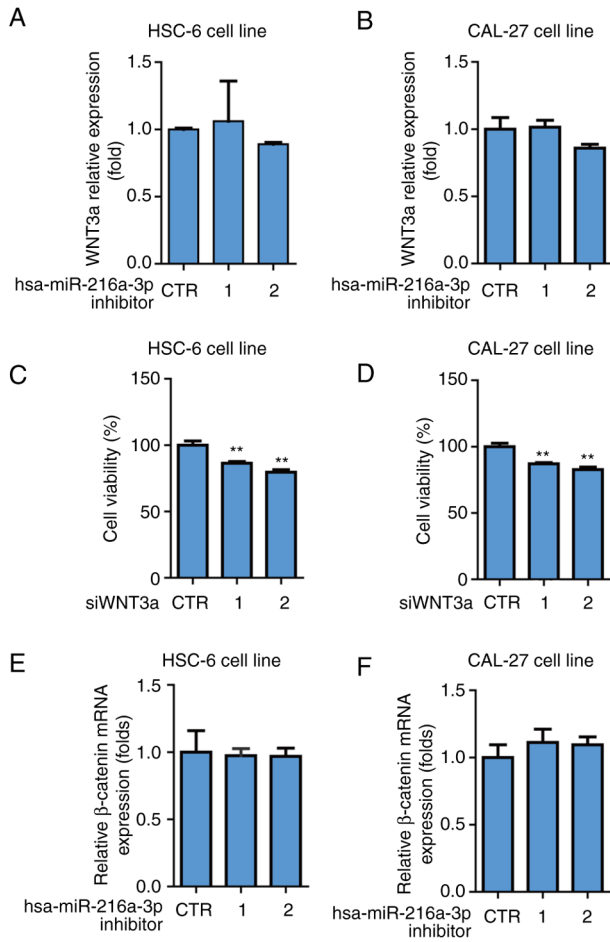 A
HSC-6 cell line
WNT3a relative expression
(fold)
1.5
1.0
0.5
0.0
hsa-miR-216a-3p
inhibitor
CTR 1 2
B
CAL-27 cell line
WNT3a relative expression
(fold)
1.5
1.0
0.5
0.0
hsa-miR-216a-3p
inhibitor
CTR 1 2
C
HSC-6 cell line
Cell viability (%)
150
100
50
0
** **
siWNT3a CTR 1 2
D
CAL-27 cell line
Cell viability (%)
150
100
50
0
** **
siWNT3a CTR 1 2
E
HSC-6 cell line
Relative β-catenin mRNA
expression (folds)
1.5
1.0
0.5
0.0
hsa-miR-216a-3p
inhibitor
CTR 1 2
F
CAL-27 cell line
Relative β-catenin mRNA
expression (folds)
1.5
1.0
0.5
0.0
hsa-miR-216a-3p
inhibitor
CTR 1 2